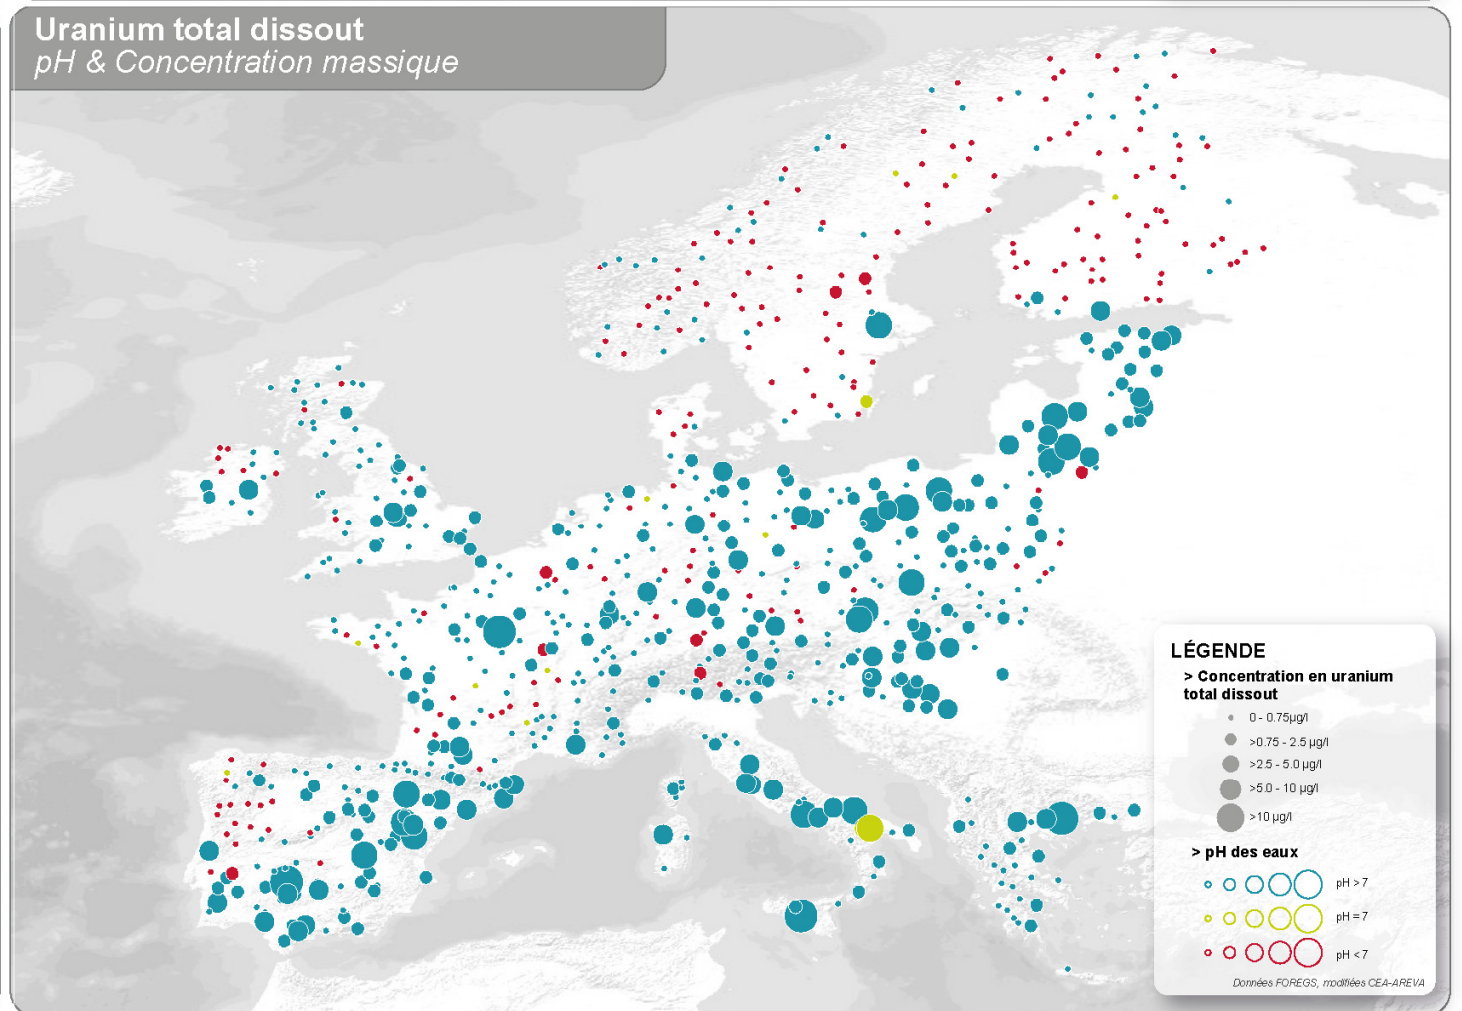 Uranium total dissout
pH & Concentration massique
LÉGENDE
> Concentration en uranium
total dissout
0 - 0.75µg/l
>0.75 - 2.5 µg/l
>2.5 - 5.0 µg/l
>5.0 - 10 µg/l
>10 µg/l
> pH des eaux
pH > 7
pH = 7
pH < 7
Données FOREGS, modifiées CEA-AREVA